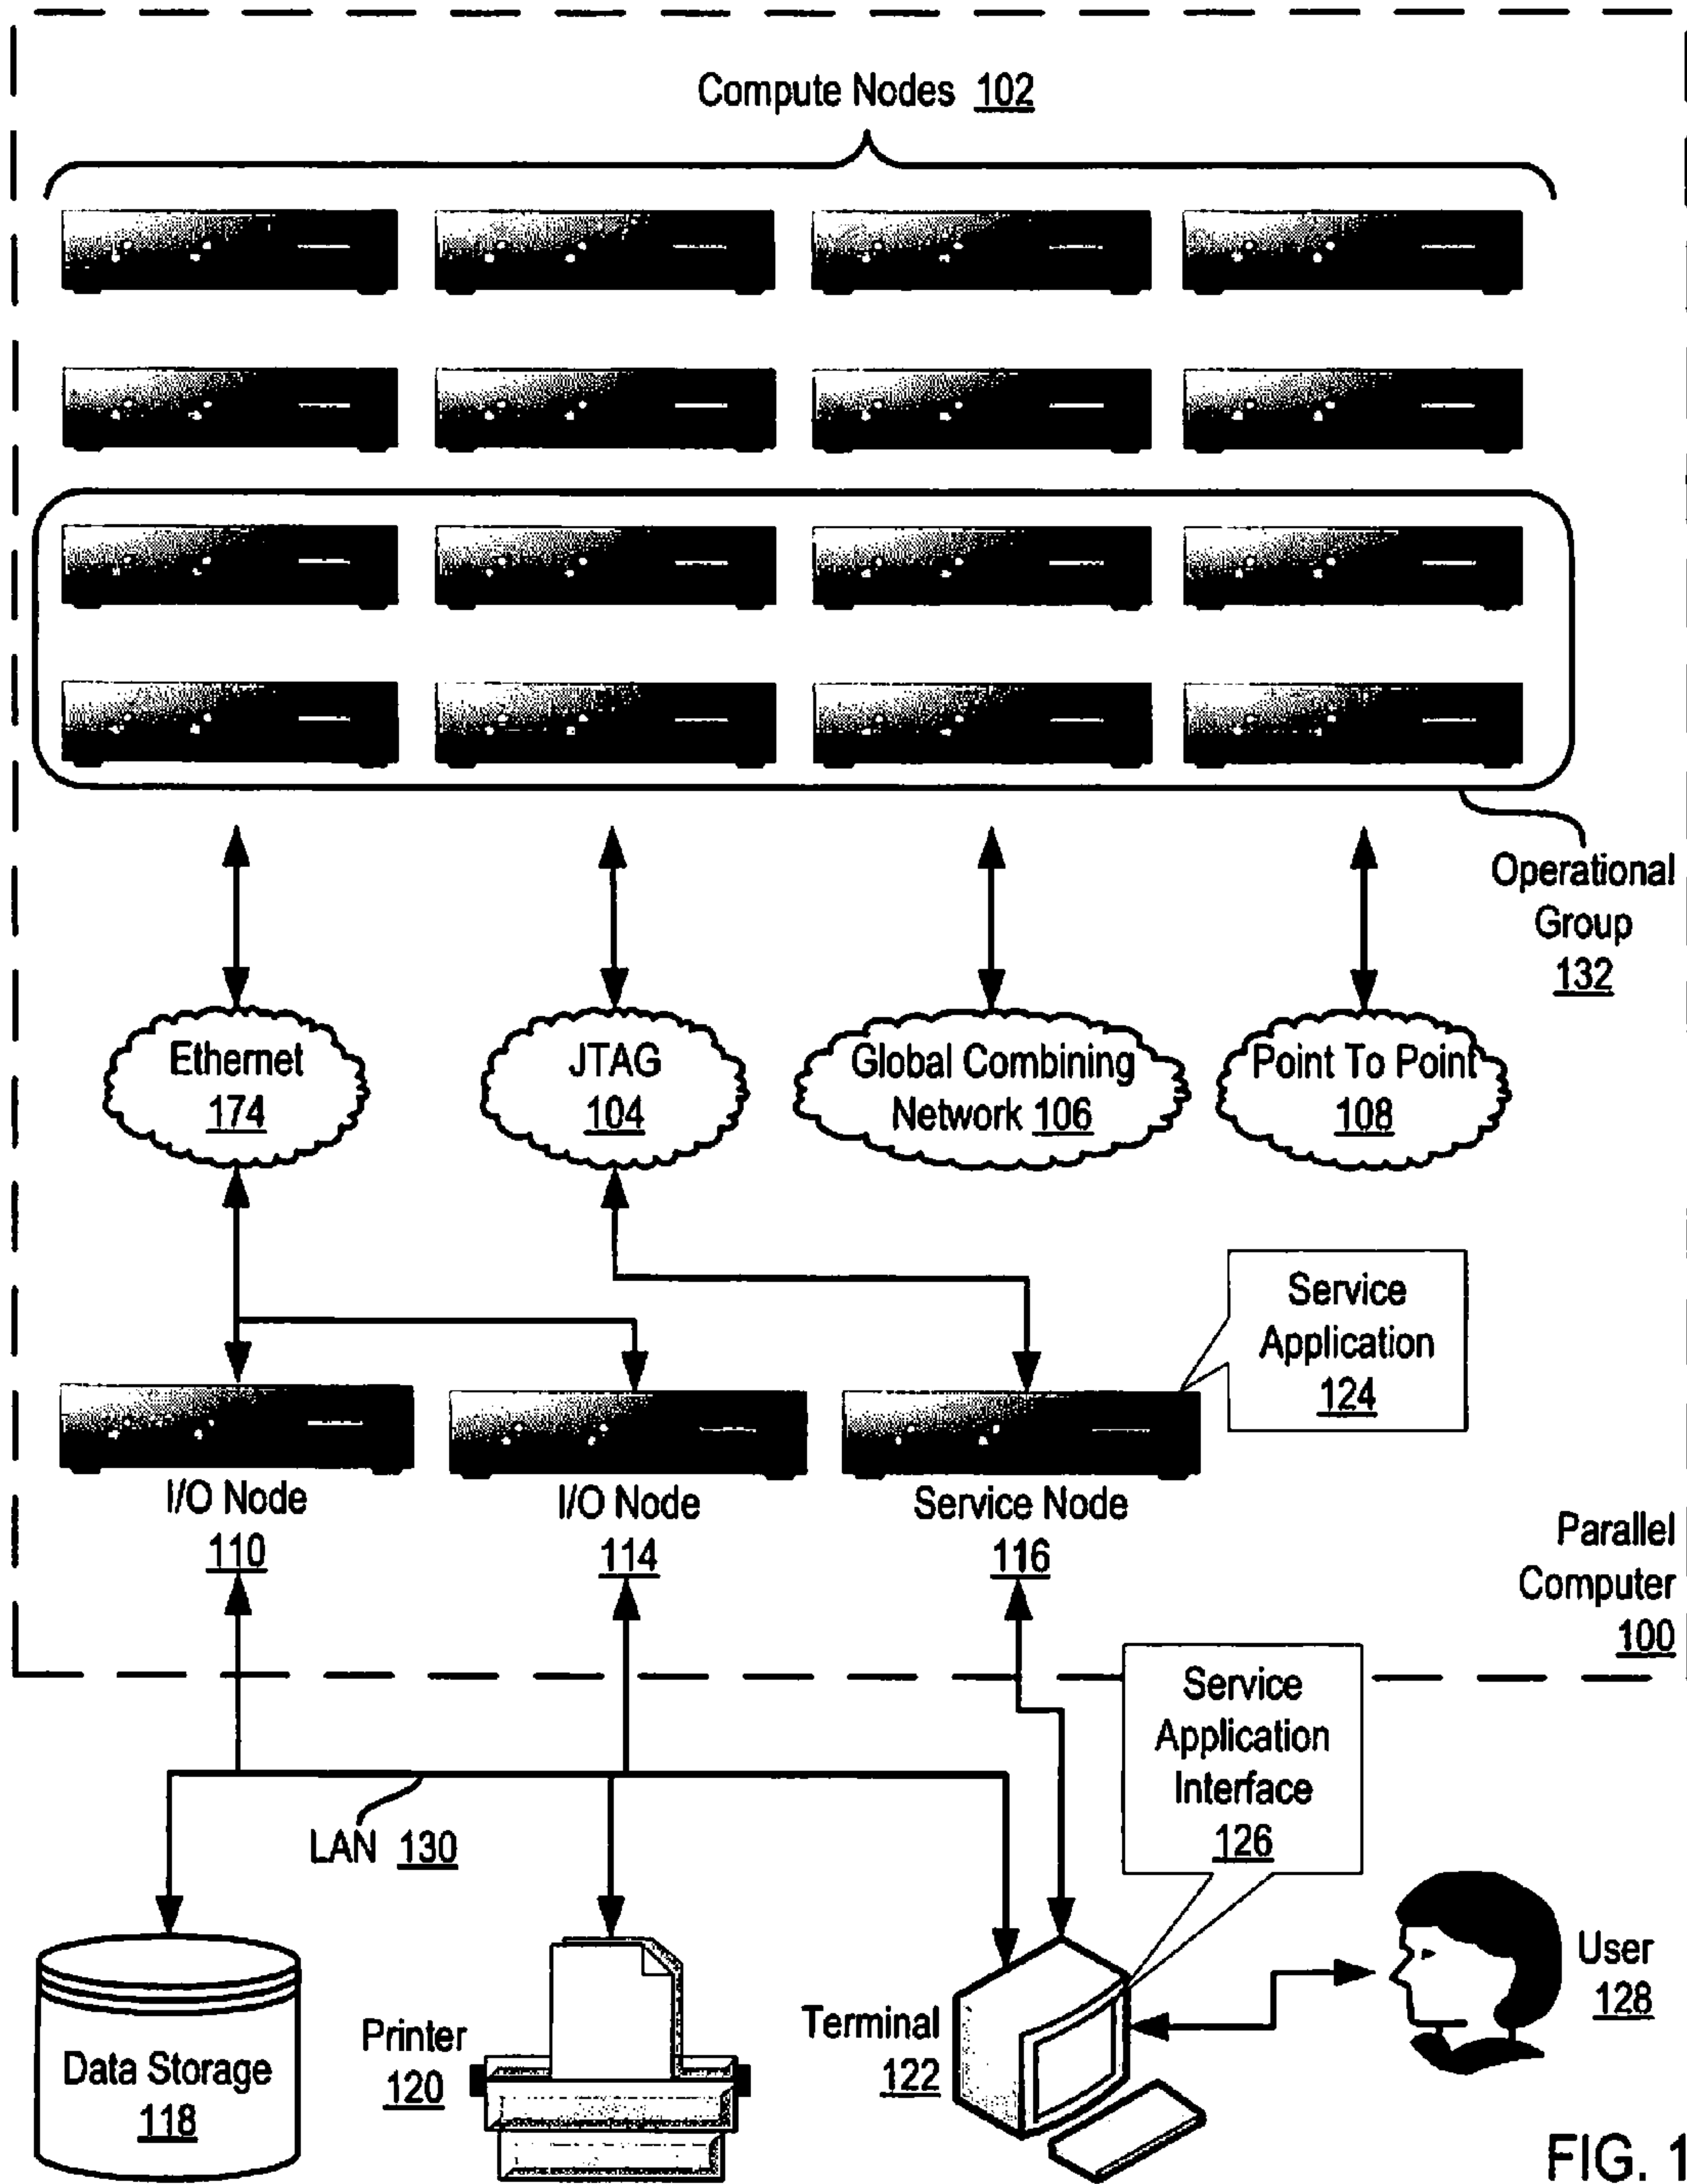 Compute Nodes 102
Operational
Group
132
Ethernet
174
JTAG
104
Global Combining
Network 106
Point To Point
108
Service
Application
124
I/O Node
110
I/O Node
114
Service Node
116
Parallel
Computer
100
Service
Application
Interface
126
LAN 130
Data Storage
118
Printer
120
Terminal
122
User
128
FIG. 1